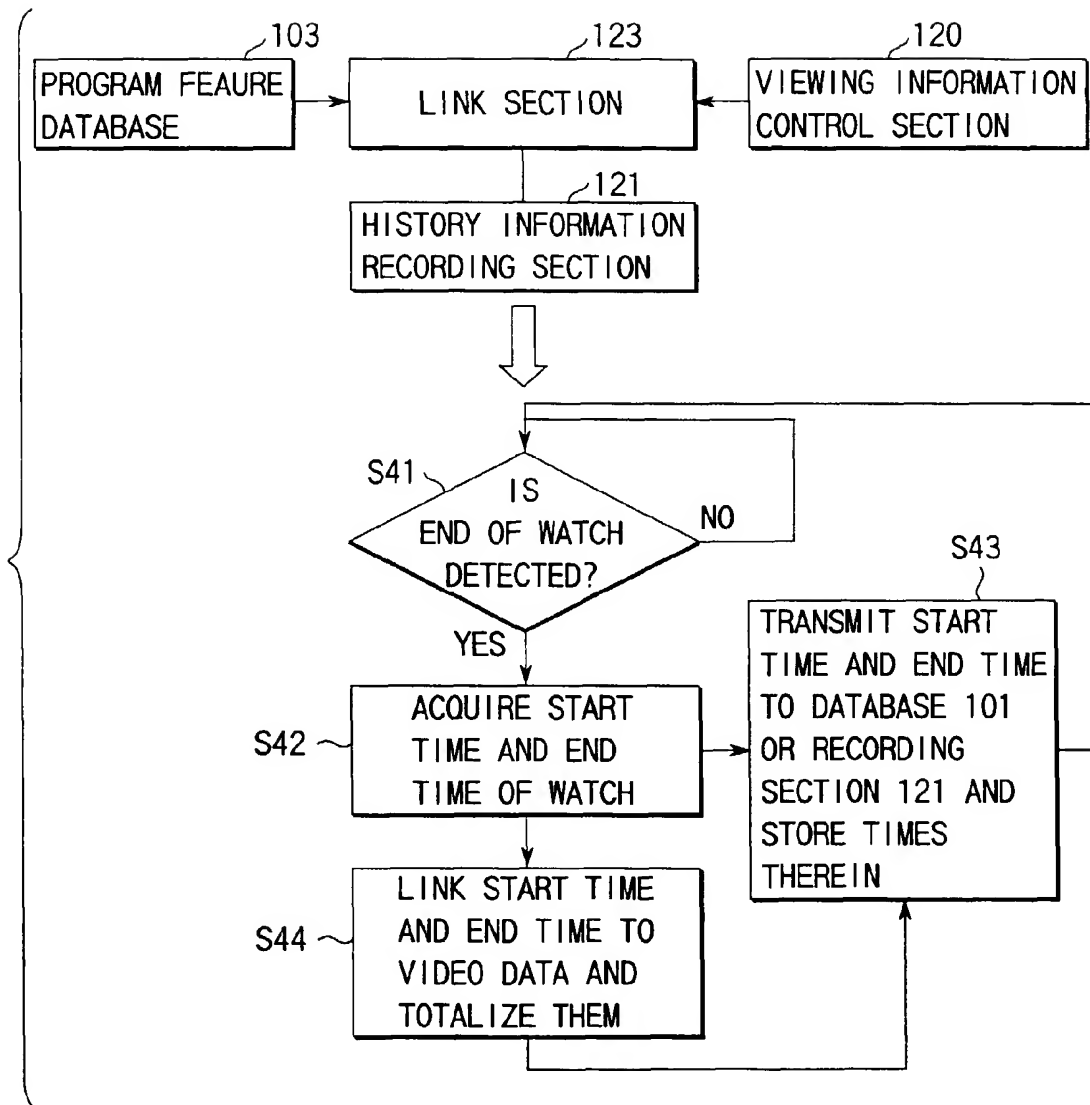 103
PROGRAM FEAURE
DATABASE
123
LINK SECTION
120
VIEWING INFORMATION
CONTROL SECTION
121
HISTORY INFORMATION
RECORDING SECTION
S41
IS
END OF WATCH
DETECTED?
NO
YES
S42
ACQUIRE START
TIME AND END
TIME OF WATCH
S43
TRANSMIT START
TIME AND END TIME
TO DATABASE 101
OR RECORDING
SECTION 121 AND
STORE TIMES
THEREIN
S44
LINK START TIME
AND END TIME TO
VIDEO DATA AND
TOTALIZE THEM